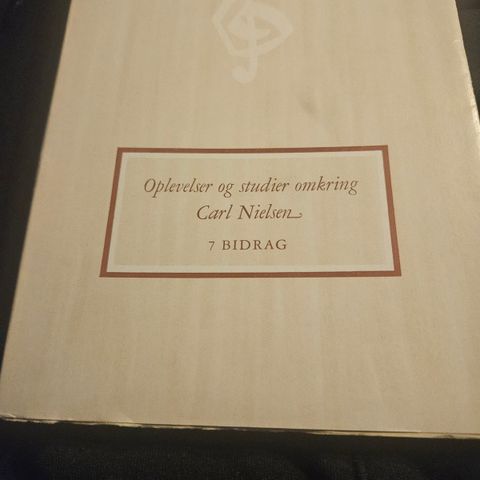 Oplevelser og studier omkring
Carl Nielsen
7 BIDRAG